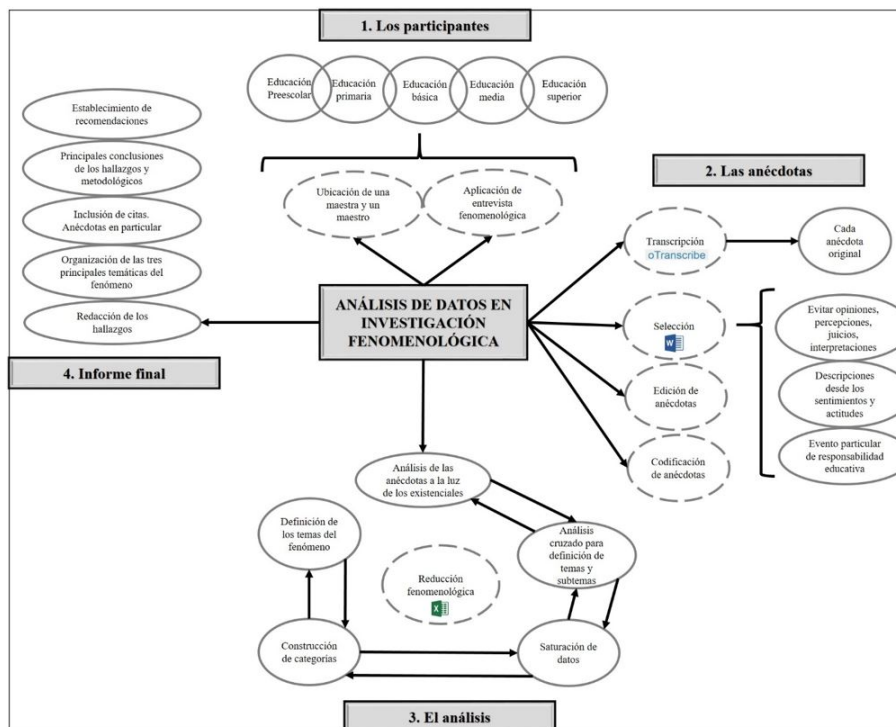 1. Los participantes
Educación
Preescolar
Educación
primaria
Educación
básica
Educación
media
Educación
superior
Ubicación de una
maestra y un
maestro
Aplicación de
entrevista
fenomenológica
2. Las anécdotas
Transcripción
oTranscribe
Cada
anécdota
original
Selección
W
Edición de
anécdotas
Codificación
de anécdotas
Evitar opiniones,
percepciones,
juicios,
interpretaciones
Descripciones
desde los
sentimientos y
actitudes
Evento particular
de responsabilidad
educativa
ANÁLISIS DE DATOS EN
INVESTIGACIÓN
FENOMENOLÓGICA
Establecimiento de
recomendaciones
Principales conclusiones
de los hallazgos y
metodológicos
Inclusión de citas.
Anécdotas en particular
Organización de las tres
principales temáticas del
fenómeno
Redacción de los
hallazgos
4. Informe final
Análisis de las
anécdotas a la luz
de los existenciales
Definición de
los temas del
fenómeno
Análisis
cruzado para
definición de
temas y
subtemas
Reducción
fenomenológica
X
Construcción
de categorías
Saturación de
datos
3. El análisis